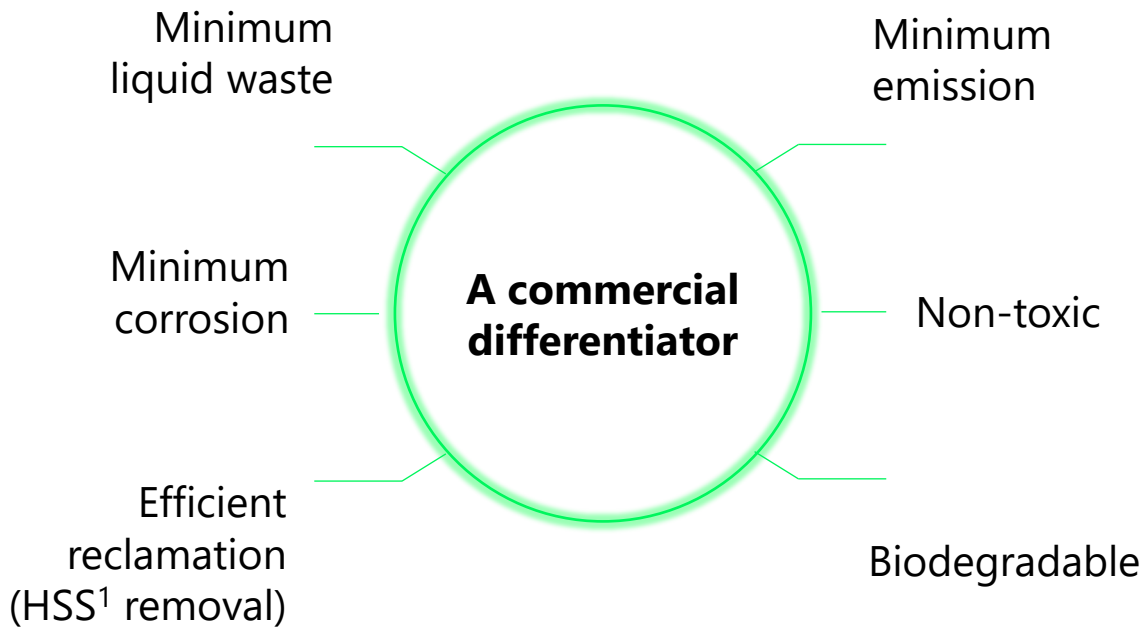 Minimum
liquid waste
Minimum
emission
Minimum
corrosion
A commercial
differentiator
Non-toxic
Efficient
reclamation
(HSS¹ removal)
Biodegradable